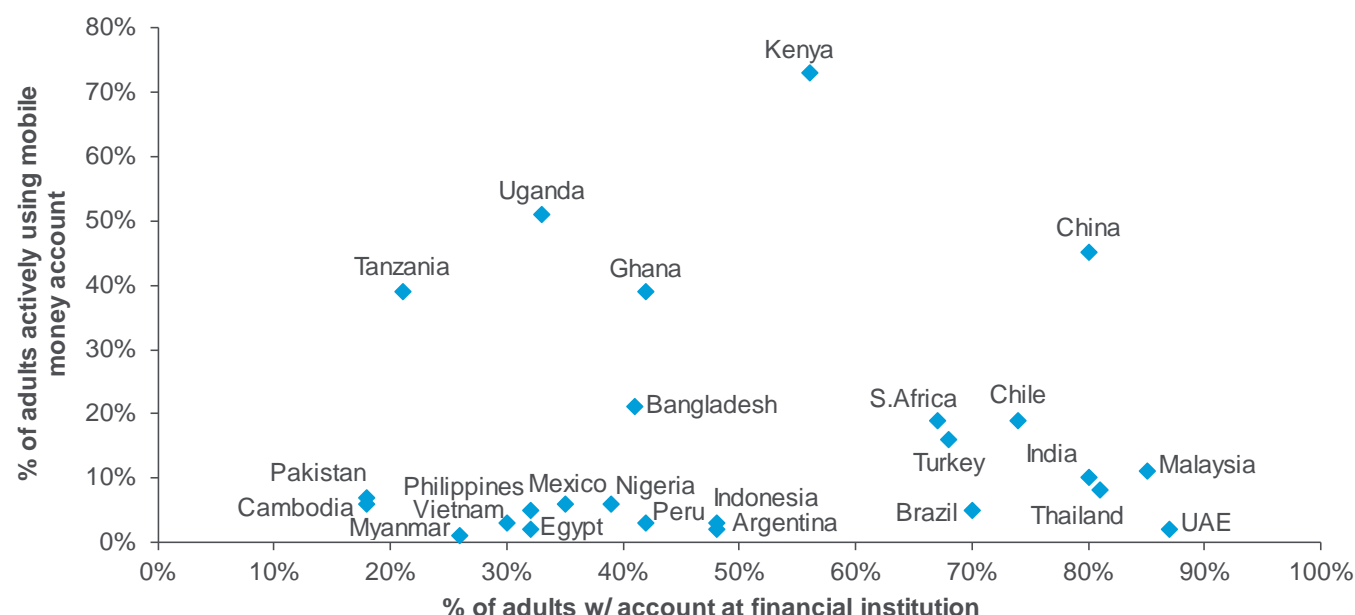 % of adults actively using mobile
money account
80%
70%
60%
50%
40%
30%
20%
10%
0%
Kenya
Uganda
China
Tanzania
Ghana
Bangladesh
S.Africa
Chile
Turkey
India
Malaysia
Pakistan
Philippines
Mexico
Nigeria
Indonesia
Cambodia
Vietnam
Peru
Brazil
Thailand
Myanmar
Egypt
Argentina
UAE
0%
10%
20%
30%
40%
50%
60%
70%
80%
90%
100%
% of adults w/ account at financial institution